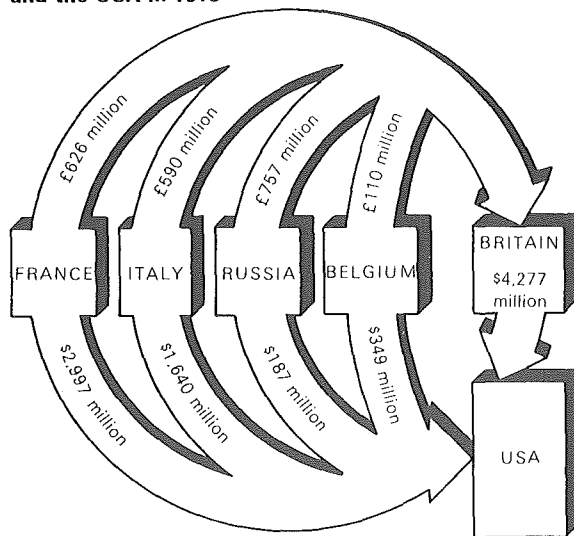 and the USA in
£626 million
£590 million
£757 million
£110 million
FRANCE
ITALY
RUSSIA
BELGIUM
BRITAIN
$4,277
million
$2.997 million
$1.640 million
$187 million
$349 million
USA